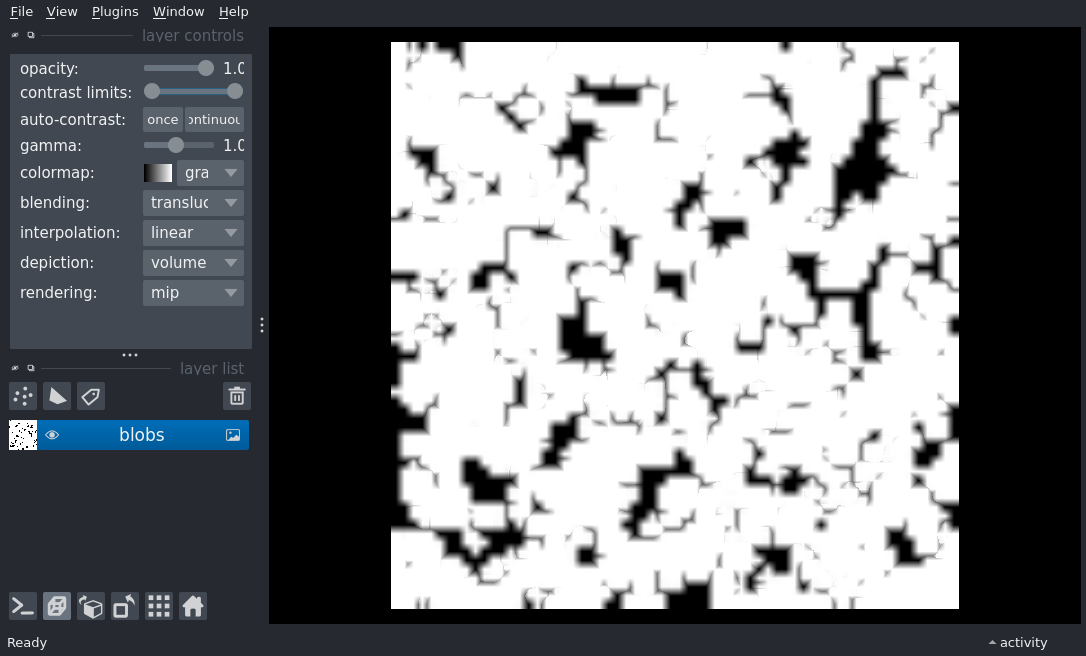 File View Plugins Window Help
layer controls
opacity: 1.0
contrast limits:
auto-contrast: once ontinuou
gamma: 1.0
colormap: gra
blending: transluc
interpolation: linear
depiction: volume
rendering: mip
layer list
blobs
Ready
activity